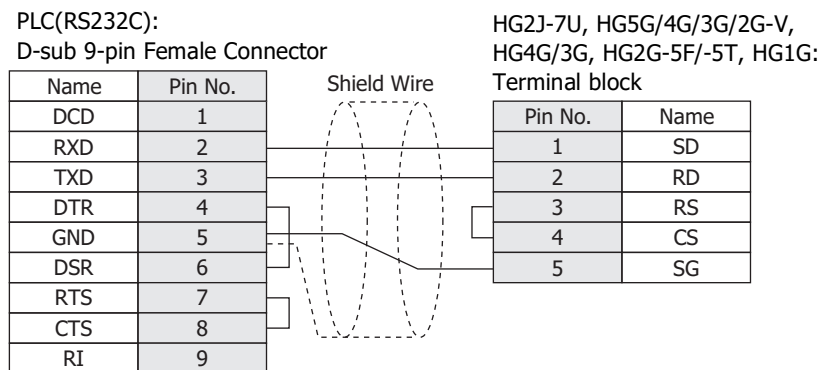 PLC(RS232C):
D-sub 9-pin Female Connector
Name Pin No.
DCD 1
RXD 2
TXD 3
DTR 4
GND 5
DSR 6
RTS 7
CTS 8
RI 9
Shield Wire
HG2J-7U, HG5G/4G/3G/2G-V,
HG4G/3G, HG2G-5F/-5T, HG1G:
Terminal block
Pin No. Name
1 SD
2 RD
3 RS
4 CS
5 SG